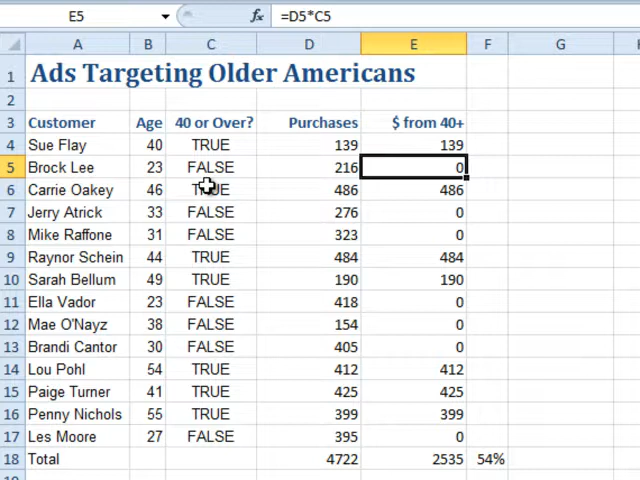 E5 fx =D5*C5
A B C D E F G
1 Ads Targeting Older Americans
2
3 Customer Age 40 or Over? Purchases $ from 40+
4 Sue Flay 40 TRUE 139 139
5 Brock Lee 23 FALSE 216 0
6 Carrie Oakey 46 TRUE 486 486
7 Jerry Atrick 33 FALSE 276 0
8 Mike Raffone 31 FALSE 323 0
9 Raynor Schein 44 TRUE 484 484
10 Sarah Bellum 49 TRUE 190 190
11 Ella Vador 23 FALSE 418 0
12 Mae O'Nayz 38 FALSE 154 0
13 Brandi Cantor 30 FALSE 405 0
14 Lou Pohl 54 TRUE 412 412
15 Paige Turner 41 TRUE 425 425
16 Penny Nichols 55 TRUE 399 399
17 Les Moore 27 FALSE 395 0
18 Total 4722 2535 54%